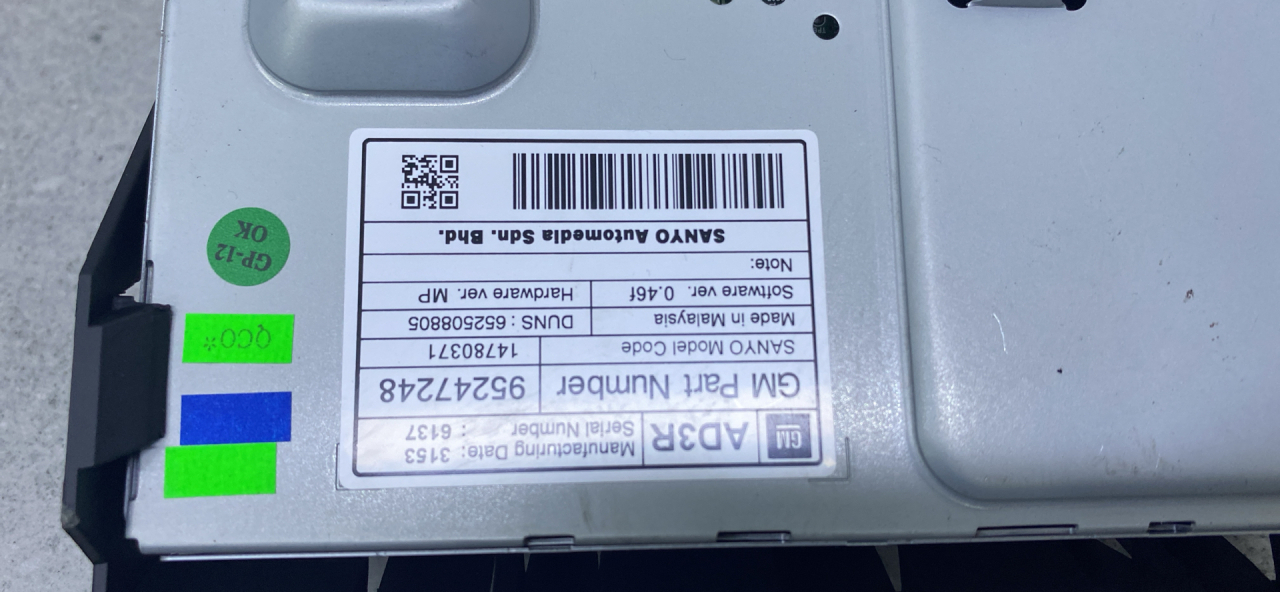 GM AD3R Manufacturing Date: 3153
Serial Number : 6137
GM Part Number 95247248
SANYO Model Code 14780371
Made in Malaysia DUNS : 652508805
Software ver. 0.46f Hardware ver. MP
Note:
SANYO Automedia Sdn. Bhd.
GP-12
OK
QCO*